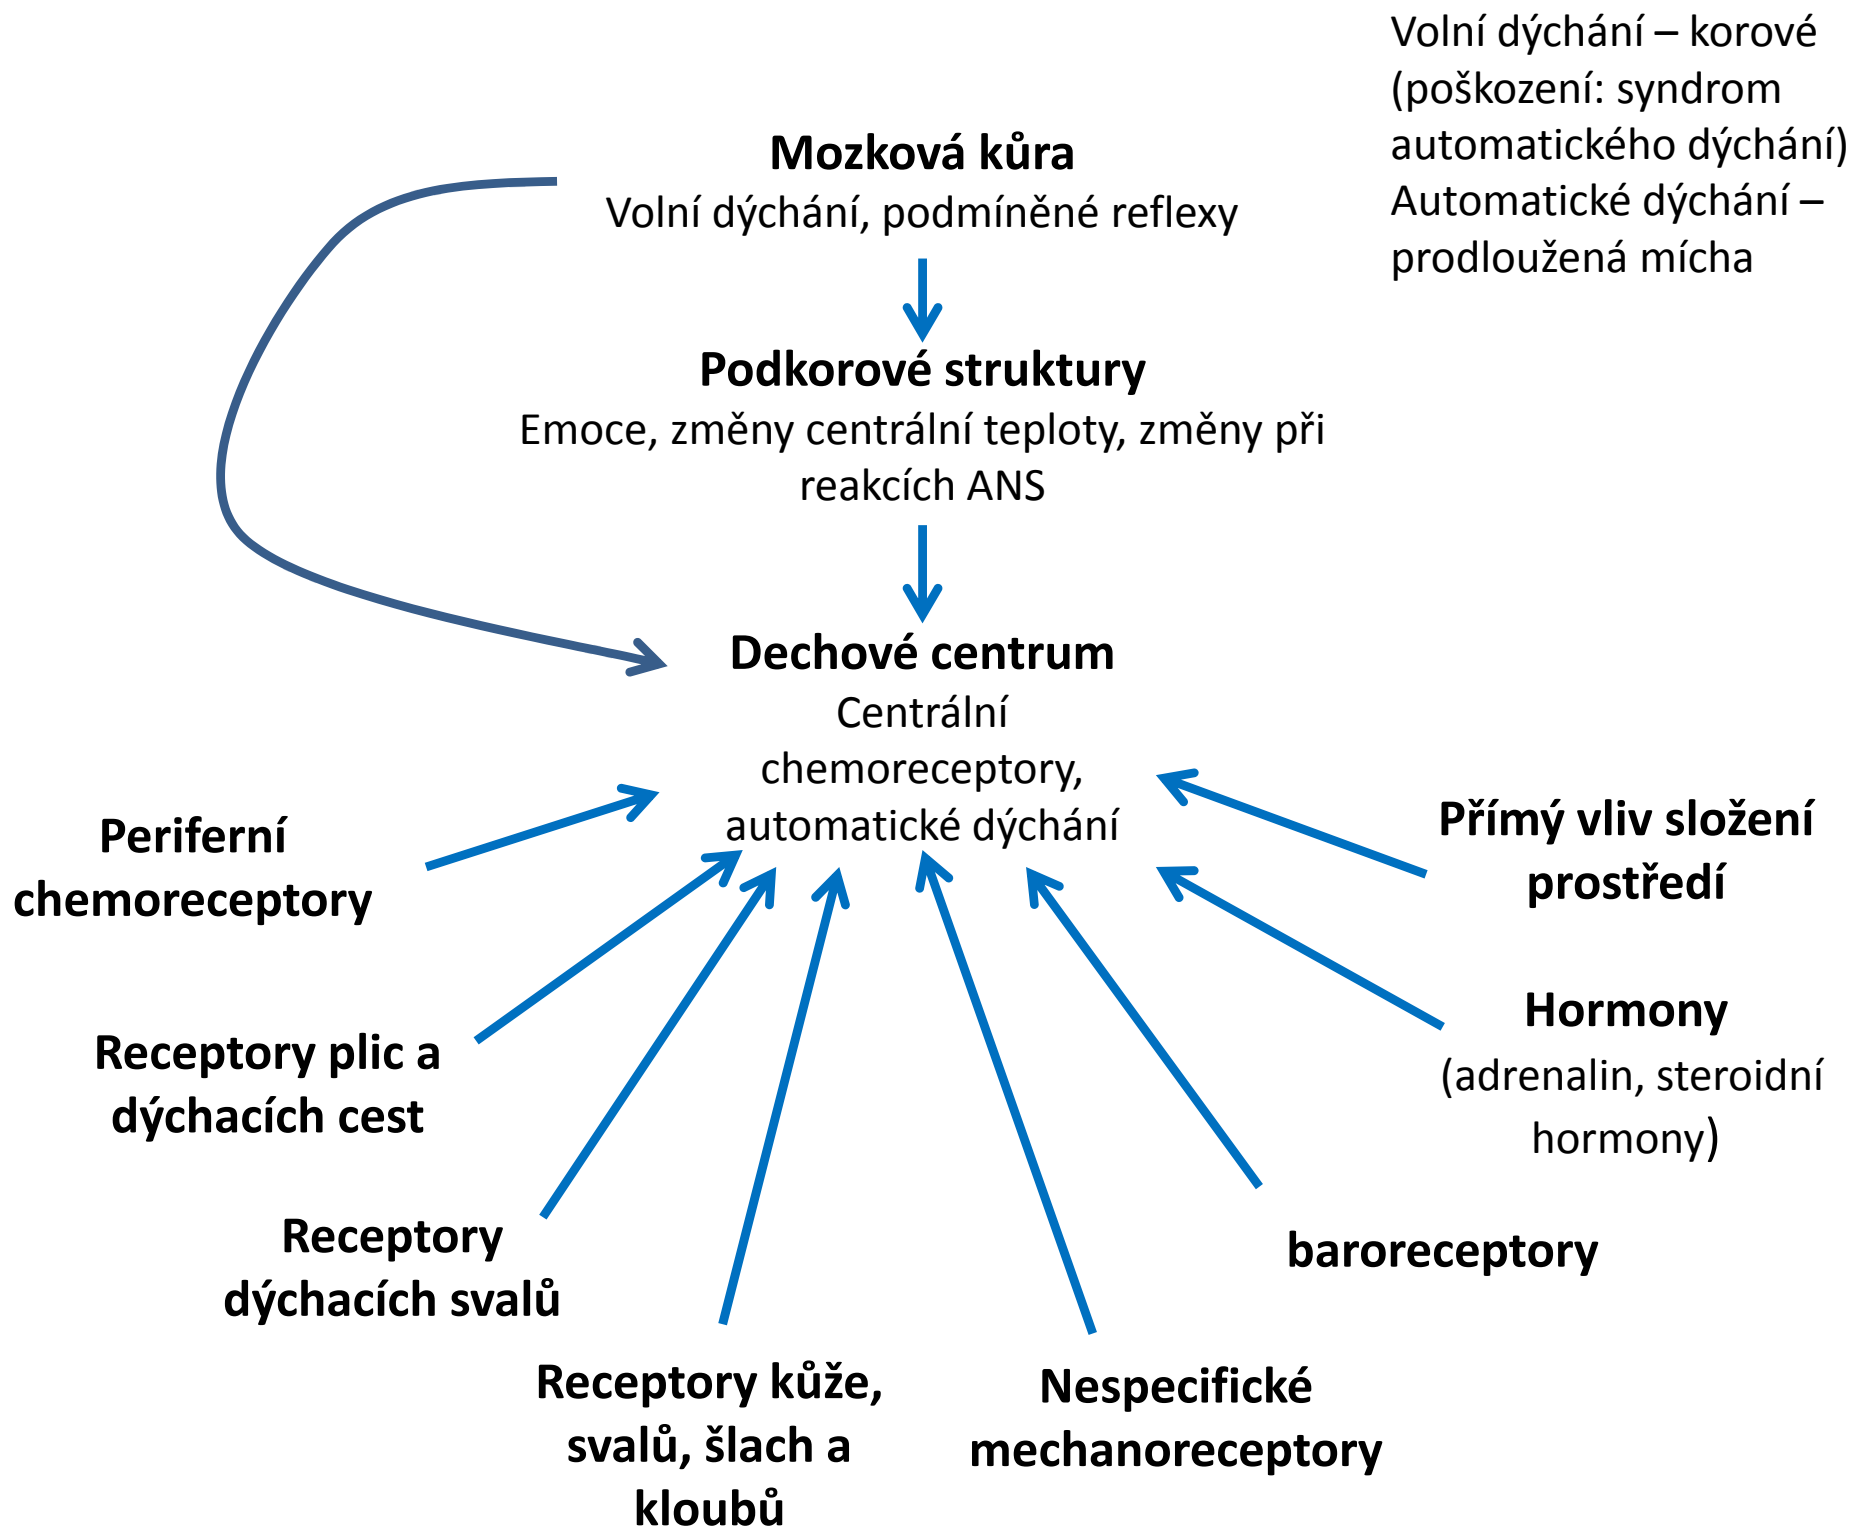 Volní dýchání – korové
(poškození: syndrom
automatického dýchání)
Automatické dýchání –
prodloužená mícha
Mozková kůra
Volní dýchání, podmíněné reflexy
Podkorové struktury
Emoce, změny centrální teploty, změny při
reakcích ANS
Dechové centrum
Centrální
chemoreceptory,
automatické dýchání
Periferní
chemoreceptory
Přímý vliv složení
prostředí
Receptory plic a
dýchacích cest
Hormony
(adrenalin, steroidní
hormony)
Receptory
dýchacích svalů
baroreceptory
Receptory kůže,
svalů, šlach a
kloubů
Nespecifické
mechanoreceptory